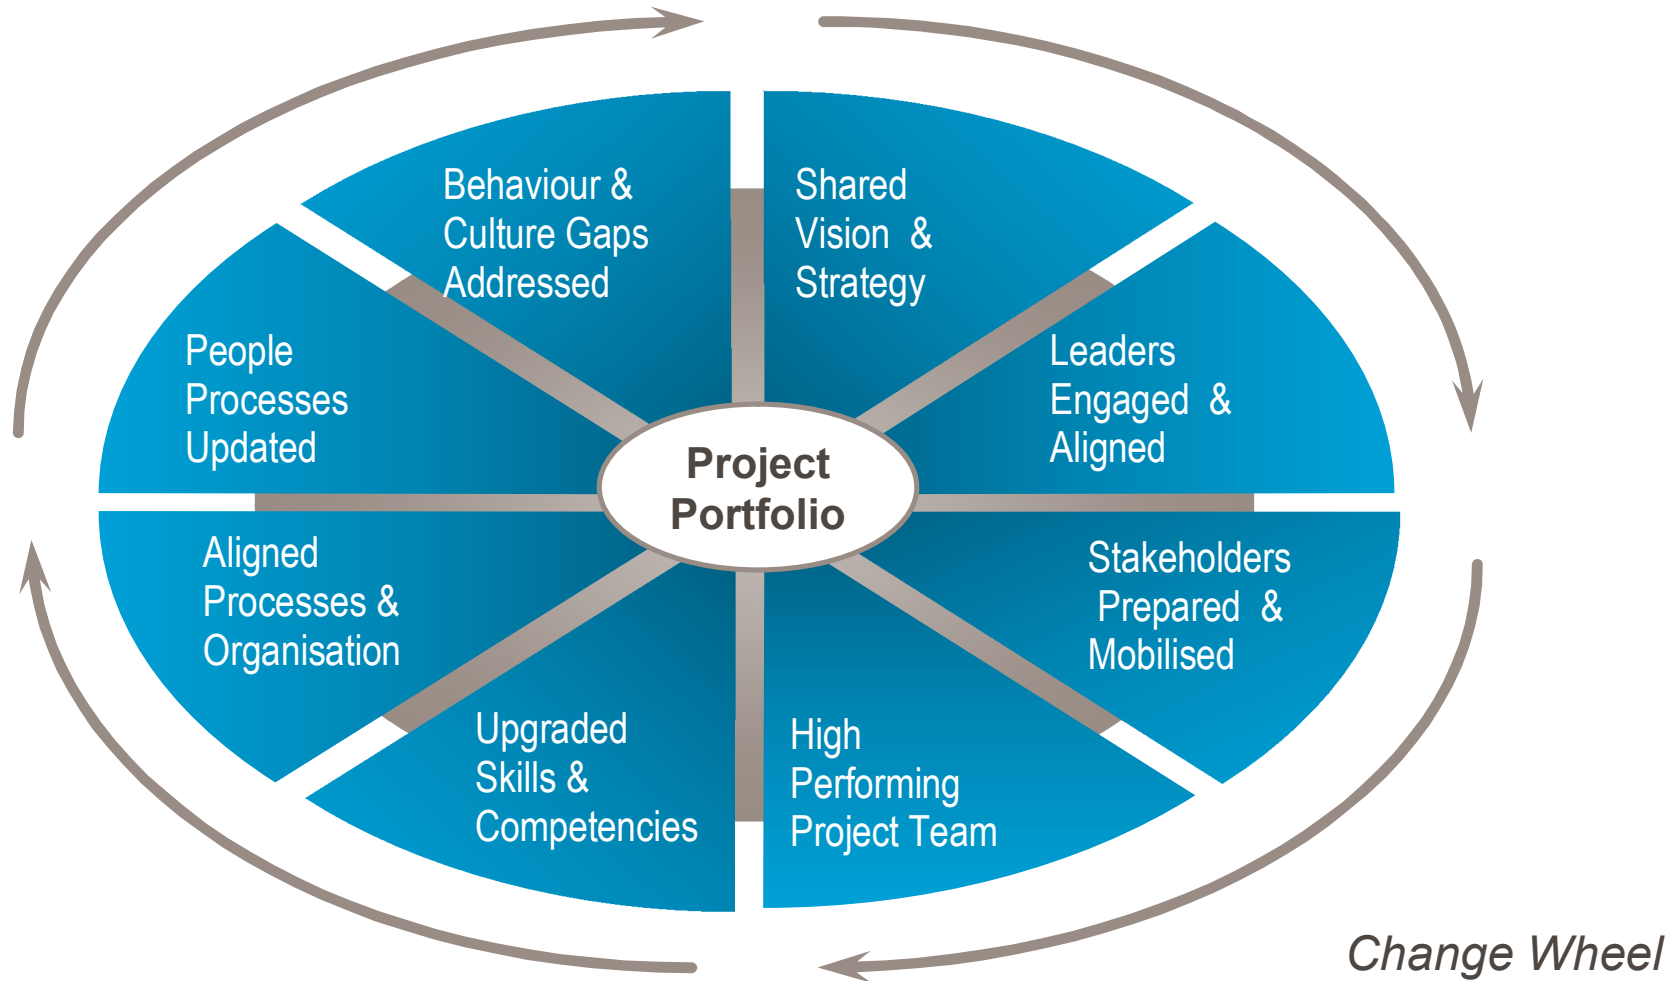 Behaviour &
Culture Gaps
Addressed
Shared
Vision &
Strategy
Leaders
Engaged &
Aligned
Stakeholders
Prepared &
Mobilised
High
Performing
Project Team
Upgraded
Skills &
Competencies
Aligned
Processes &
Organisation
People
Processes
Updated
Project
Portfolio
Change Wheel